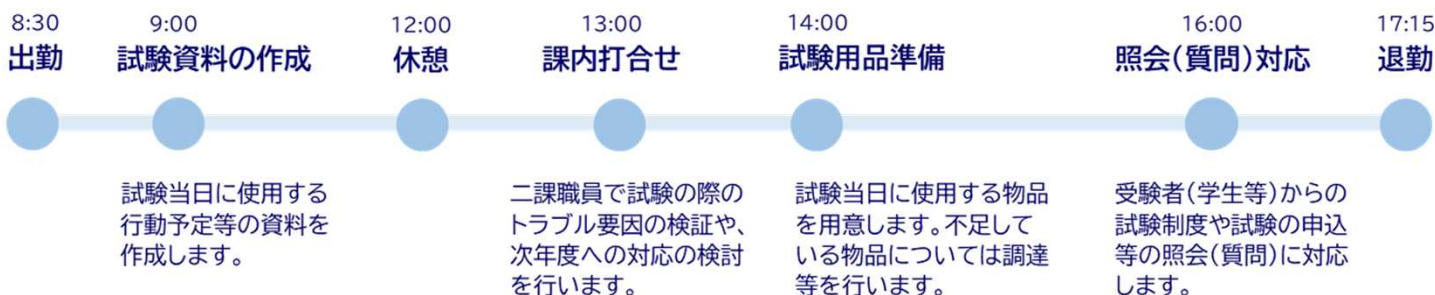 8:30
出勤
9:00
試験資料の作成
試験当日に使用する
行動予定等の資料を
作成します。
12:00
休憩
13:00
課内打合せ
二課職員で試験の際の
トラブル要因の検証や、
次年度への対応の検討
を行います。
14:00
試験用品準備
試験当日に使用する物品
を用意します。不足して
いる物品については調達
等を行います。
16:00
照会(質問)対応
受験者(学生等)からの
試験制度や試験の申込
等の照会(質問)に対応
します。
17:15
退勤